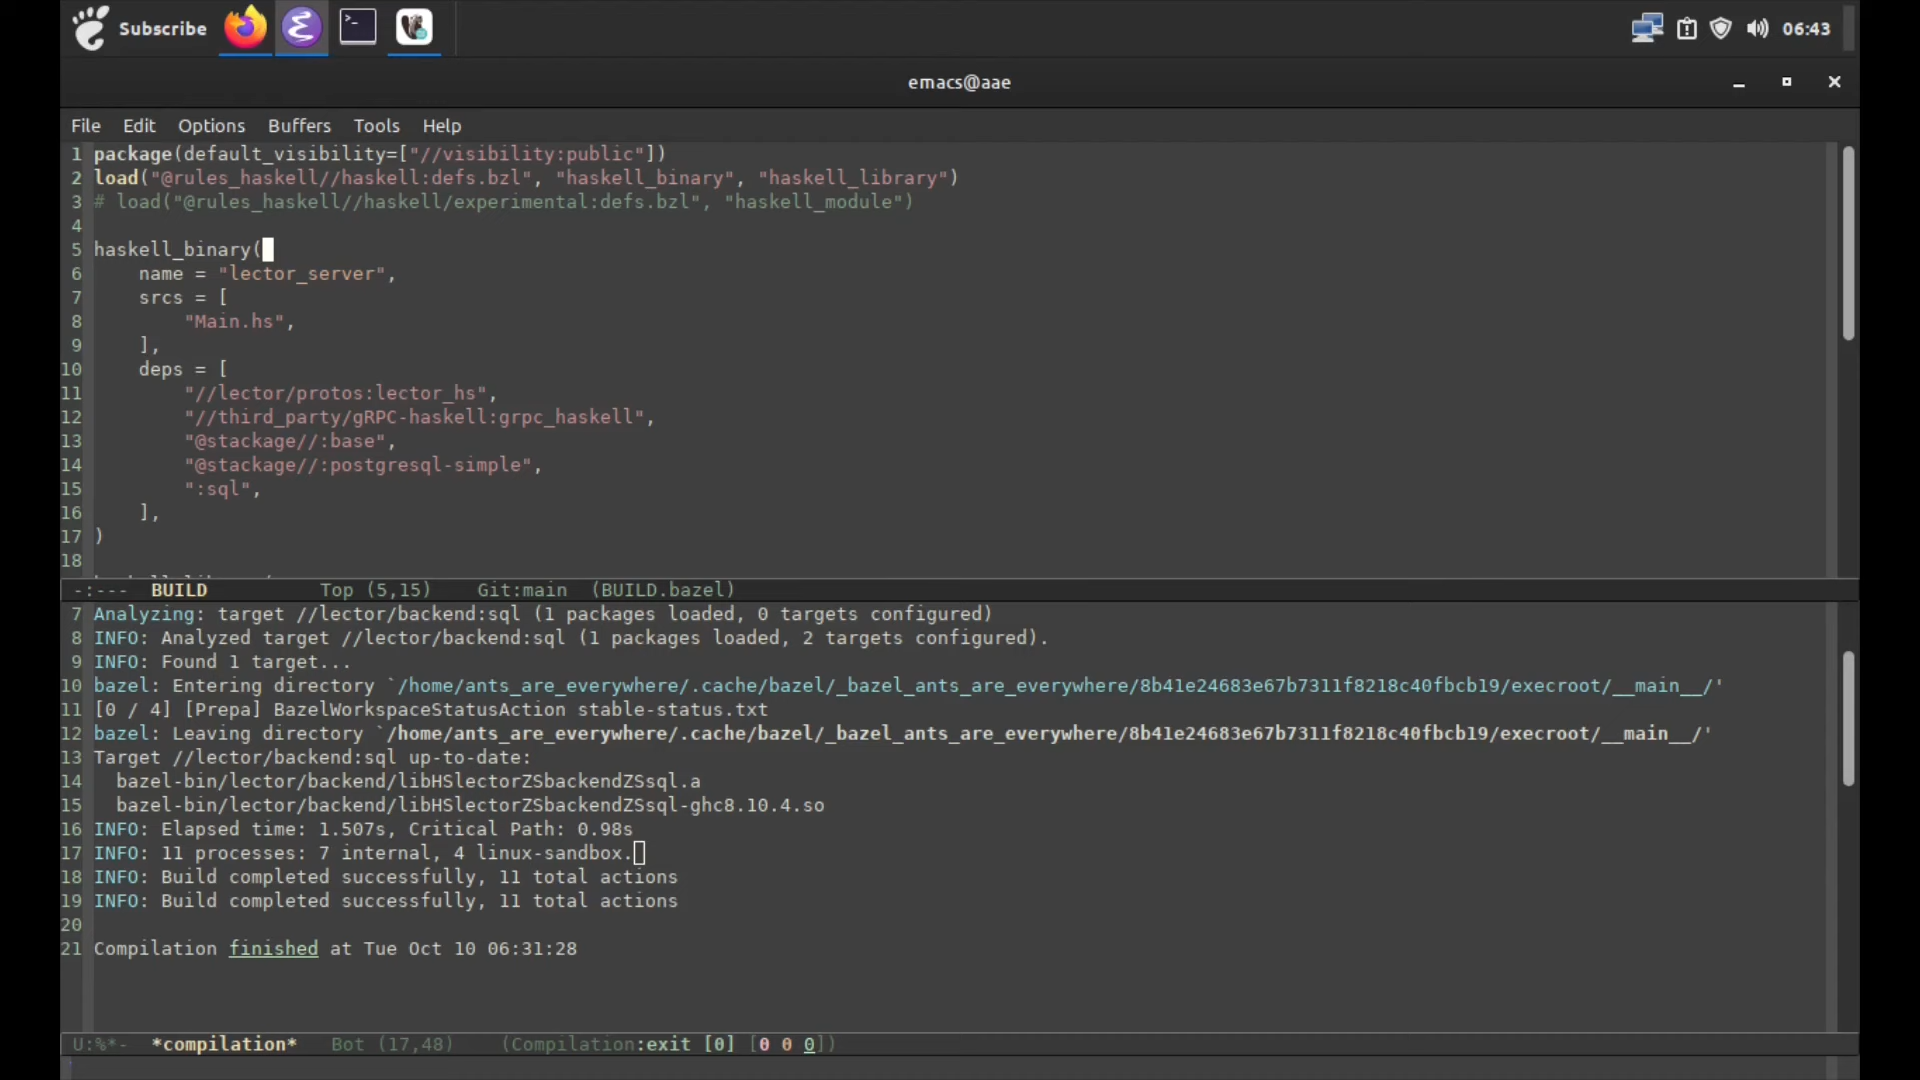 Subscribe
06:43
emacs@aae
File Edit Options Buffers Tools Help
1 package(default_visibility=["//visibility:public"])
2 load("@rules_haskell//haskell:defs.bzl", "haskell_binary", "haskell_library")
3 # load("@rules_haskell//haskell/experimental:defs.bzl", "haskell_module")
4
5 haskell_binary(
6     name = "lector_server",
7     srcs = [
8         "Main.hs",
9     ],
10     deps = [
11         "//lector/protos:lector_hs",
12         "//third_party/gRPC-haskell:grpc_haskell",
13         "@stackage//:base",
14         "@stackage//:postgresql-simple",
15         ":sql",
16     ],
17 )
18
-:--- BUILD Top (5,15) Git:main (BUILD.bazel)
7 Analyzing: target //lector/backend:sql (1 packages loaded, 0 targets configured)
8 INFO: Analyzed target //lector/backend:sql (1 packages loaded, 2 targets configured).
9 INFO: Found 1 target...
10 bazel: Entering directory `/home/ants_are_everywhere/.cache/bazel/_bazel_ants_are_everywhere/8b41e24683e67b7311f8218c40fbcb19/execroot/__main__/'
11 [0 / 4] [Prepa] BazelWorkspaceStatusAction stable-status.txt
12 bazel: Leaving directory `/home/ants_are_everywhere/.cache/bazel/_bazel_ants_are_everywhere/8b41e24683e67b7311f8218c40fbcb19/execroot/__main__/'
13 Target //lector/backend:sql up-to-date:
14   bazel-bin/lector/backend/libHSlectorZSbackendZSsql.a
15   bazel-bin/lector/backend/libHSlectorZSbackendZSsql-ghc8.10.4.so
16 INFO: Elapsed time: 1.507s, Critical Path: 0.98s
17 INFO: 11 processes: 7 internal, 4 linux-sandbox.
18 INFO: Build completed successfully, 11 total actions
19 INFO: Build completed successfully, 11 total actions
20
21 Compilation finished at Tue Oct 10 06:31:28
U:%*- *compilation* Bot (17,48) (Compilation:exit [0] [0 0 0])